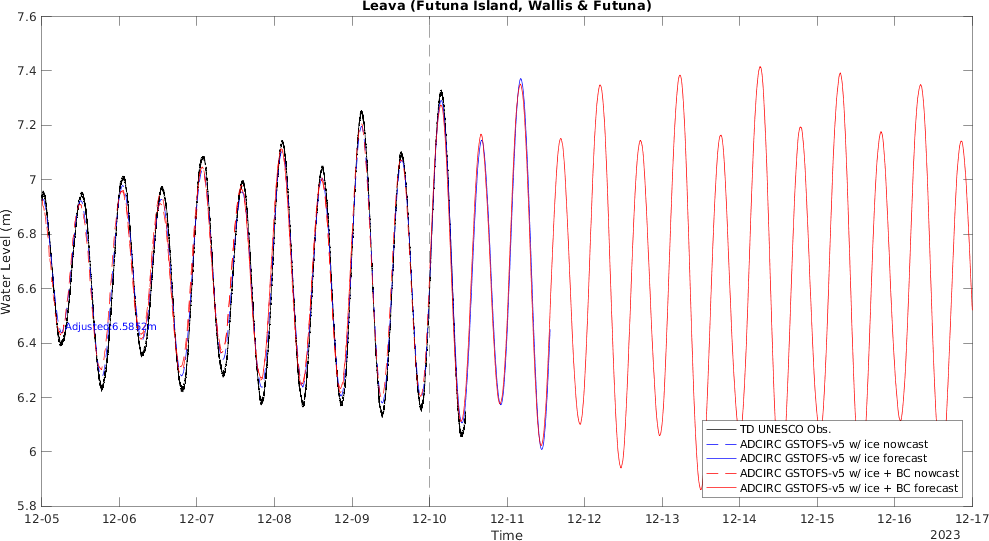 Leava (Futuna Island, Wallis & Futuna)
7.6
7.4
7.2
7
6.8
6.6
6.4
6.2
6
5.8
Water Level (m)
Adjusted:6.5852m
TD UNESCO Obs.
ADCIRC GSTOFS-v5 w/ ice nowcast
ADCIRC GSTOFS-v5 w/ ice forecast
ADCIRC GSTOFS-v5 w/ ice + BC nowcast
ADCIRC GSTOFS-v5 w/ ice + BC forecast
12-05 12-06 12-07 12-08 12-09 12-10 12-11 12-12 12-13 12-14 12-15 12-16 12-17
Time
2023